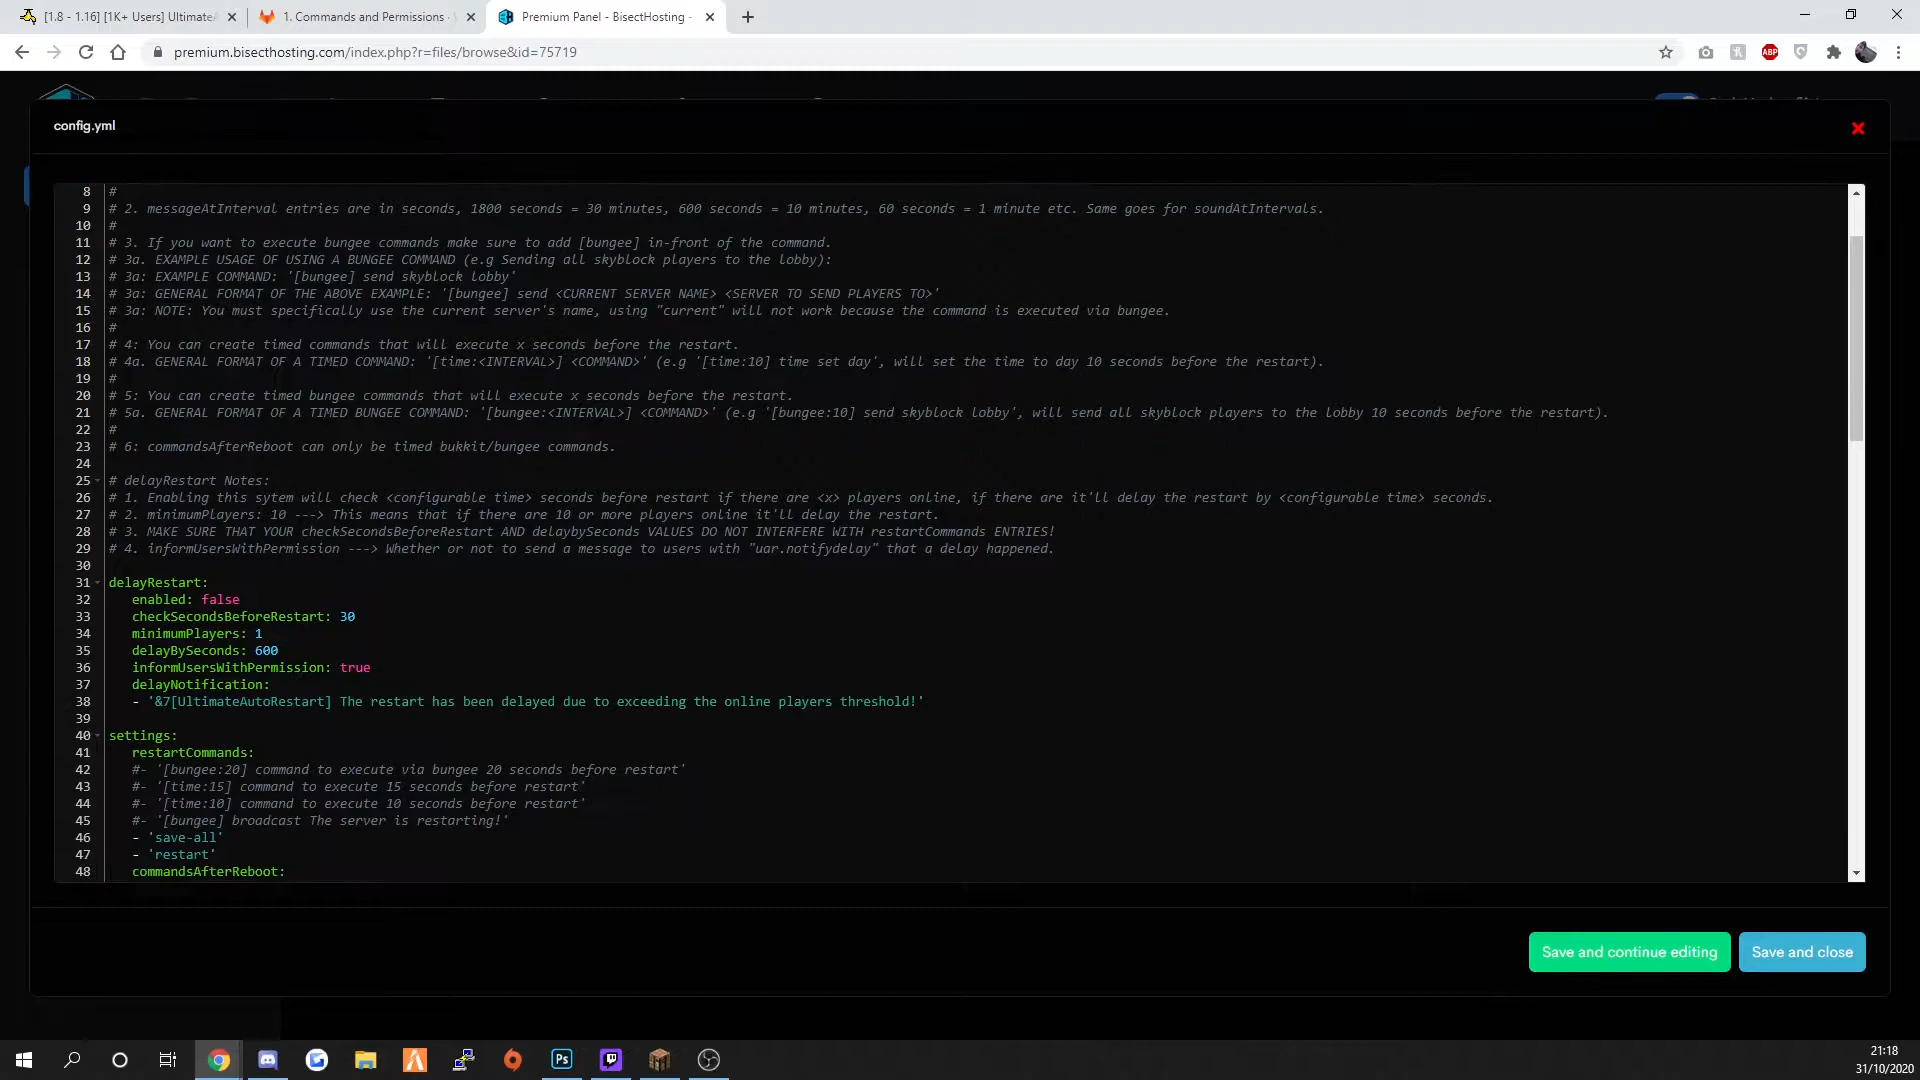 [1.8 - 1.16] [1K+ Users] Ultimate
1. Commands and Permissions ·
Premium Panel - BisectHosting -
premium.bisecthosting.com/index.php?r=files/browse&id=75719
ABP
config.yml
8 #
9 # 2. messageAtInterval entries are in seconds, 1800 seconds = 30 minutes, 600 seconds = 10 minutes, 60 seconds = 1 minute etc. Same goes for soundAtIntervals.
10 #
11 # 3. If you want to execute bungee commands make sure to add [bungee] in-front of the command.
12 # 3a. EXAMPLE USAGE OF USING A BUNGEE COMMAND (e.g Sending all skyblock players to the lobby):
13 # 3a: EXAMPLE COMMAND: '[bungee] send skyblock lobby'
14 # 3a: GENERAL FORMAT OF THE ABOVE EXAMPLE: '[bungee] send <CURRENT SERVER NAME> <SERVER TO SEND PLAYERS TO>'
15 # 3a: NOTE: You must specifically use the current server's name, using "current" will not work because the command is executed via bungee.
16 #
17 # 4: You can create timed commands that will execute x seconds before the restart.
18 # 4a. GENERAL FORMAT OF A TIMED COMMAND: '[time:<INTERVAL>] <COMMAND>' (e.g '[time:10] time set day', will set the time to day 10 seconds before the restart).
19 #
20 # 5: You can create timed bungee commands that will execute x seconds before the restart.
21 # 5a. GENERAL FORMAT OF A TIMED BUNGEE COMMAND: '[bungee:<INTERVAL>] <COMMAND>' (e.g '[bungee:10] send skyblock lobby', will send all skyblock players to the lobby 10 seconds before the restart).
22 #
23 # 6: commandsAfterReboot can only be timed bukkit/bungee commands.
24
25 # delayRestart Notes:
26 # 1. Enabling this sytem will check <configurable time> seconds before restart if there are <x> players online, if there are it'll delay the restart by <configurable time> seconds.
27 # 2. minimumPlayers: 10 ---> This means that if there are 10 or more players online it'll delay the restart.
28 # 3. MAKE SURE THAT YOUR checkSecondsBeforeRestart AND delaybySeconds VALUES DO NOT INTERFERE WITH restartCommands ENTRIES!
29 # 4. informUsersWithPermission ---> Whether or not to send a message to users with "uar.notifydelay" that a delay happened.
30
31 delayRestart:
32 enabled: false
33 checkSecondsBeforeRestart: 30
34 minimumPlayers: 1
35 delayBySeconds: 600
36 informUsersWithPermission: true
37 delayNotification:
38 - '&7[UltimateAutoRestart] The restart has been delayed due to exceeding the online players threshold!'
39
40 settings:
41 restartCommands:
42 #- '[bungee:20] command to execute via bungee 20 seconds before restart'
43 #- '[time:15] command to execute 15 seconds before restart'
44 #- '[time:10] command to execute 10 seconds before restart'
45 #- '[bungee] broadcast The server is restarting!'
46 - 'save-all'
47 - 'restart'
48 commandsAfterReboot:
Save and continue editing
Save and close
Ps
21:18
31/10/2020